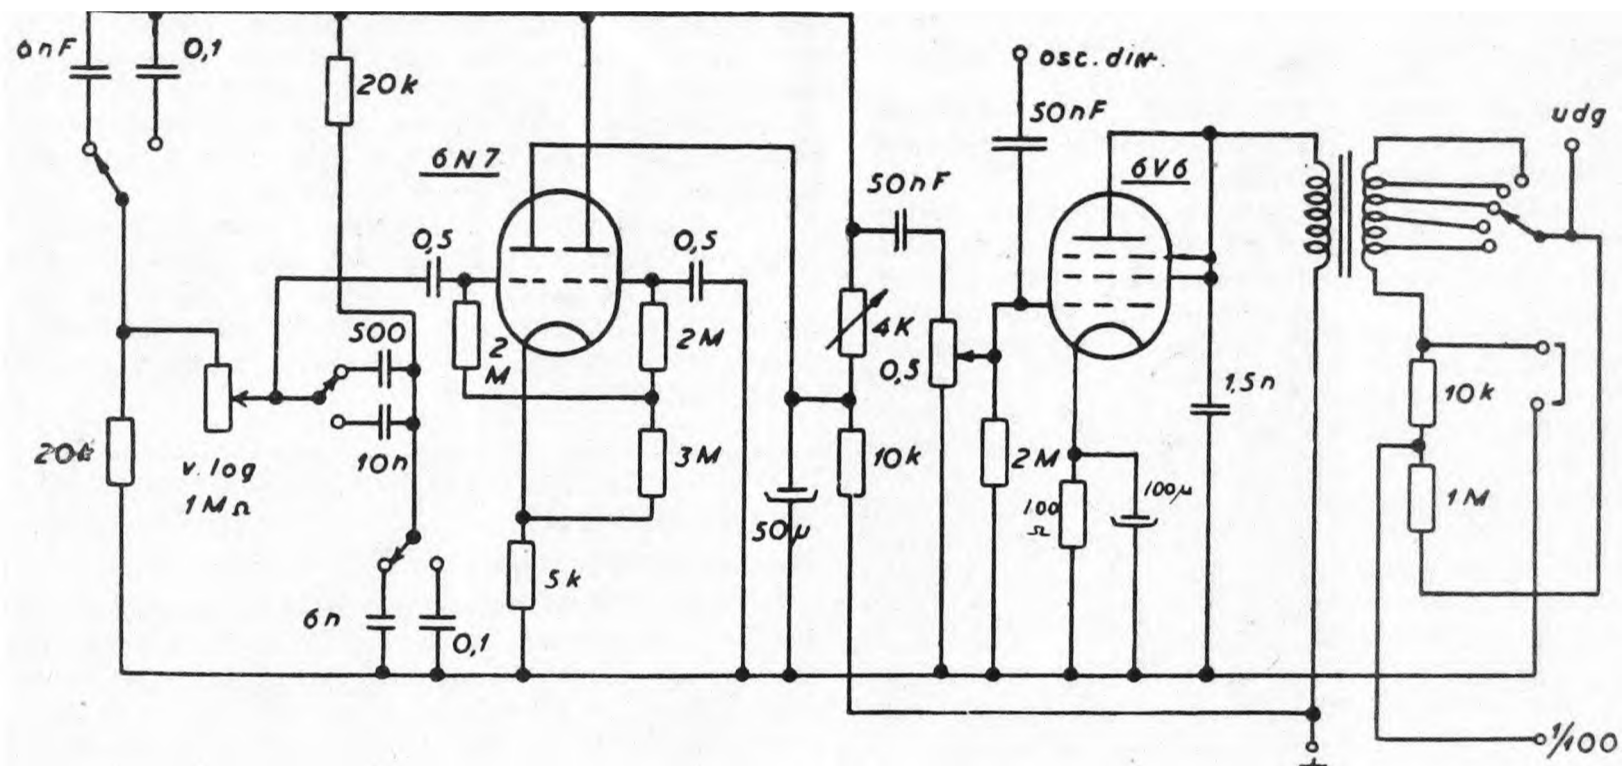 6nF
0,1
20k
6N7
0,5
0,5
500
2
M
2M
10n
3M
20k
v. log
1MΩ
5k
6n
0,1
50µ
50nF
4K
0,5
10k
osc. dir.
50nF
6V6
2M
100
Ω
100µ
1,5n
udg
10k
1M
1/100
+